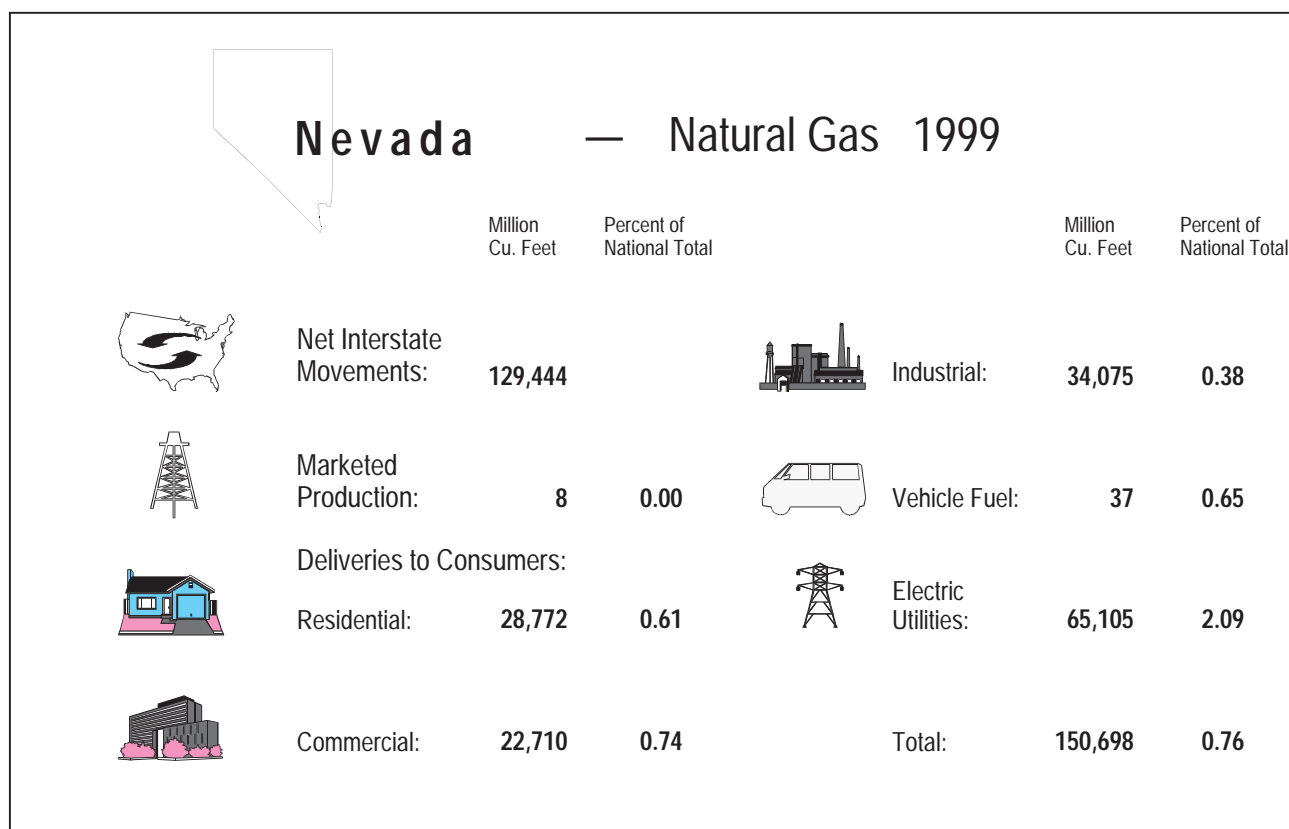 Nevada — Natural Gas 1999
Million Percent of
Cu. Feet National Total
Million Percent of
Cu. Feet National Total
Net Interstate
Movements: 129,444
Industrial: 34,075 0.38
Marketed
Production: 8 0.00
Vehicle Fuel: 37 0.65
Deliveries to Consumers:
Residential: 28,772 0.61
Electric
Utilities: 65,105 2.09
Commercial: 22,710 0.74
Total: 150,698 0.76